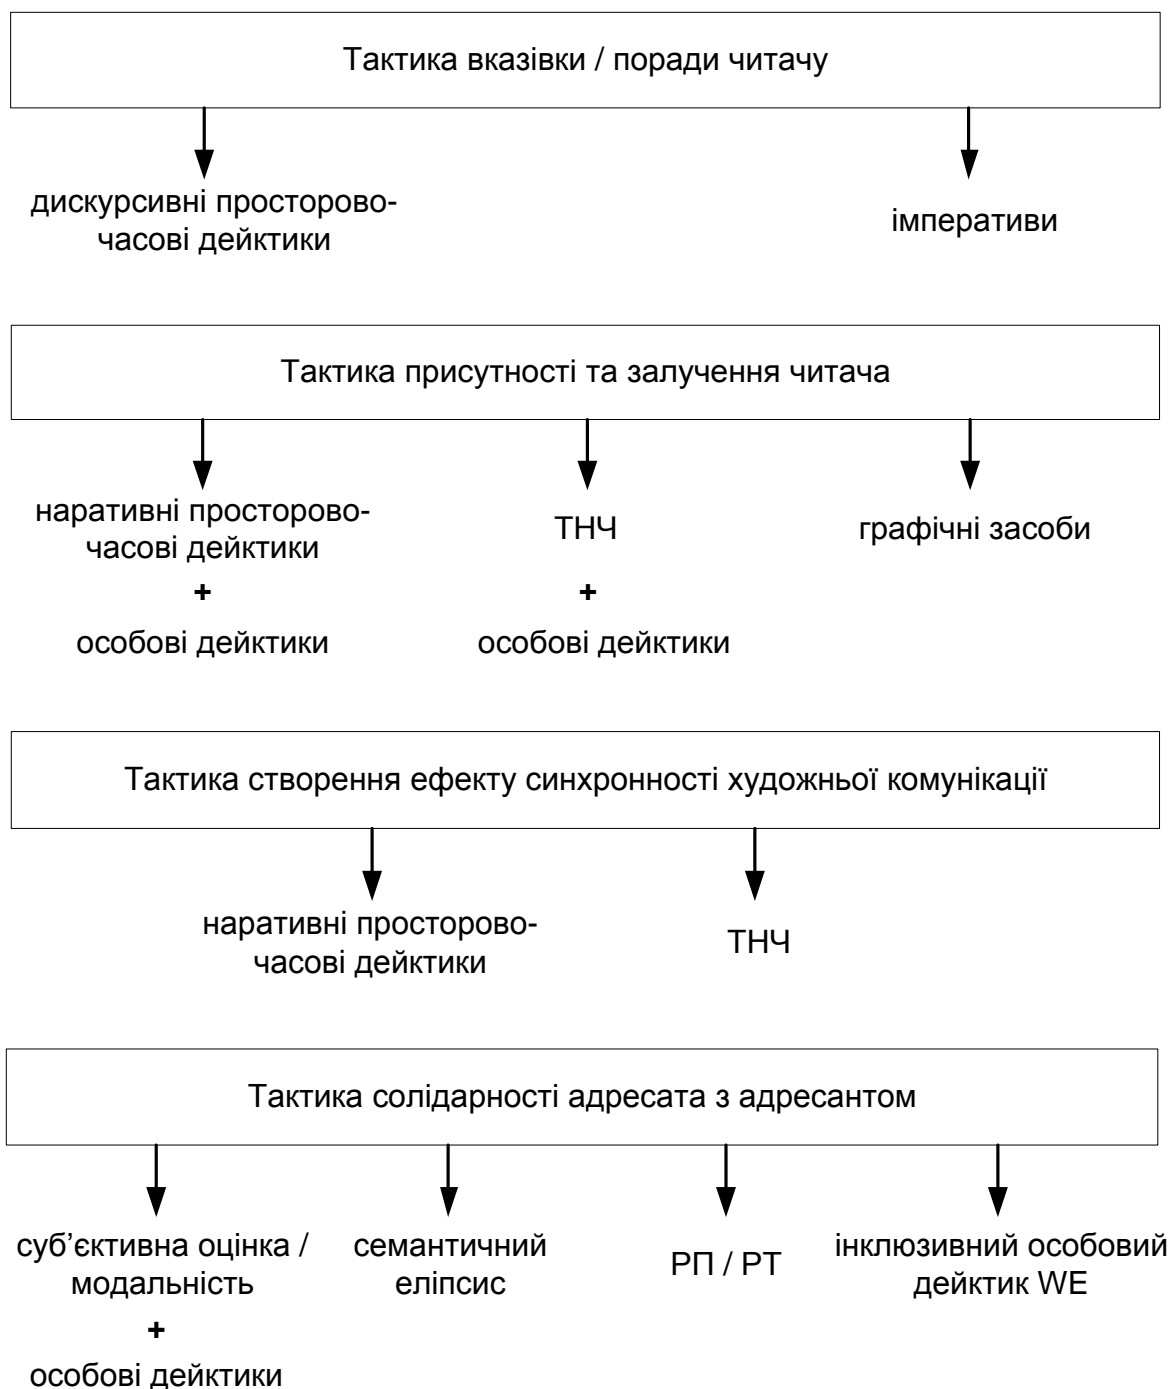 Тактика вказівки / поради читачу
дискурсивні просторово-
часові дейктики
імперативи
Тактика присутності та залучення читача
наративні просторово-
часові дейктики
+
особові дейктики
ТНЧ
+
особові дейктики
графічні засоби
Тактика створення ефекту синхронності художньої комунікації
наративні просторово-
часові дейктики
ТНЧ
Тактика солідарності адресата з адресантом
суб’єктивна оцінка /
модальність
+
особові дейктики
семантичний
еліпсис
РП / РТ
інклюзивний особовий
дейктик WE